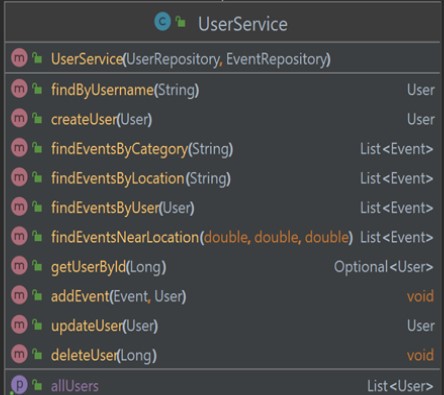 UserService
UserService(UserRepository, EventRepository)
findByUsername(String) User
createUser(User) User
findEventsByCategory(String) List<Event>
findEventsByLocation(String) List<Event>
findEventsByUser(User) List<Event>
findEventsNearLocation(double, double, double) List<Event>
getUserById(Long) Optional<User>
addEvent(Event, User) void
updateUser(User) User
deleteUser(Long) void
allUsers List<User>